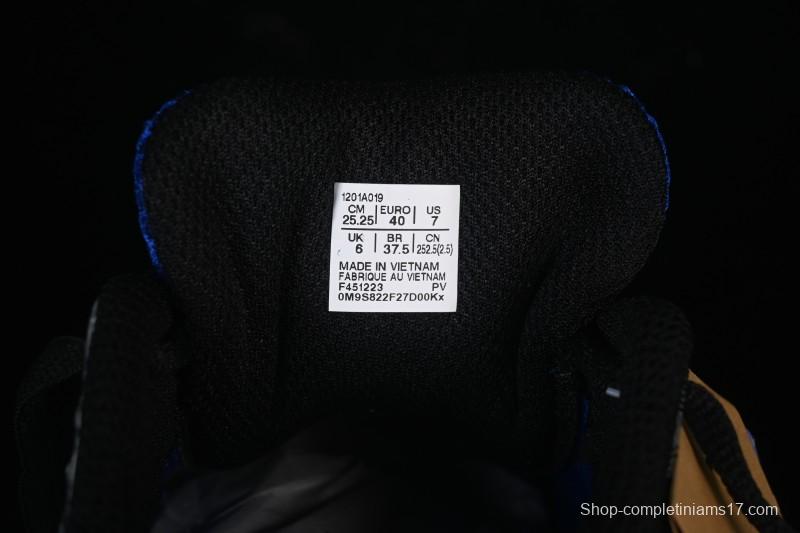 1201A019
CM EURO US
25.25 40 7
UK BR CN
6 37.5 252.5(2.5)
MADE IN VIETNAM
FABRIQUE AU VIETNAM
F451223 PV
0M9S822F27D00Kx
Shop-completiniams17.com